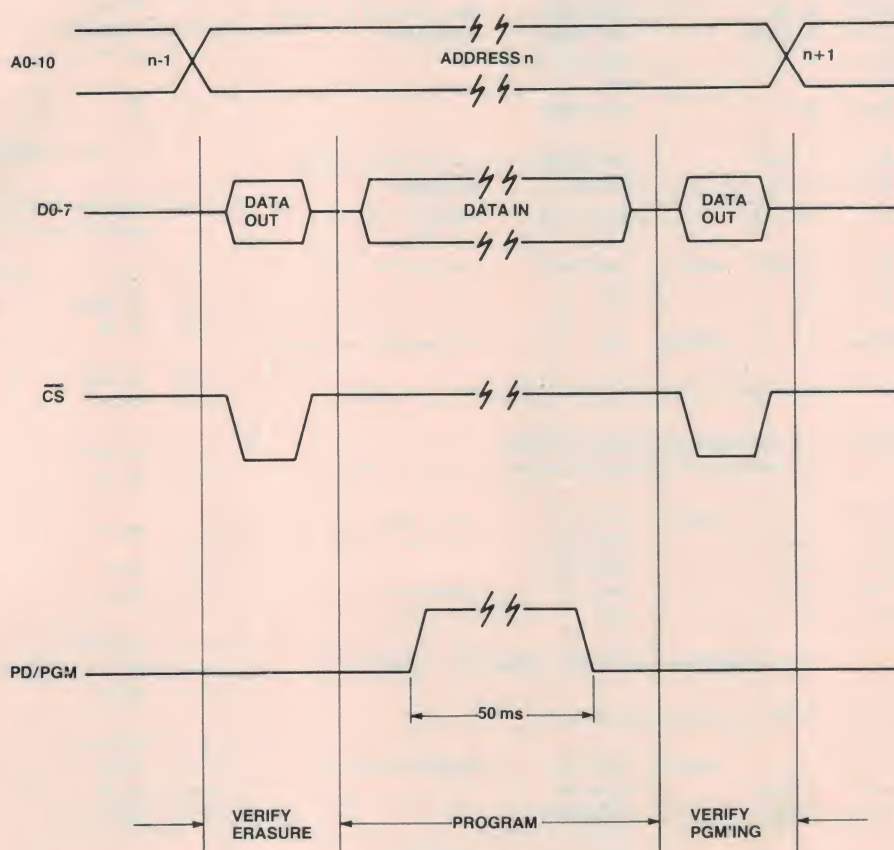 A0-10
n-1
ADDRESS n
n+1
D0-7
DATA
OUT
DATA IN
DATA
OUT
CS
PD/PGM
50 ms
VERIFY
ERASURE
PROGRAM
VERIFY
PGM'ING